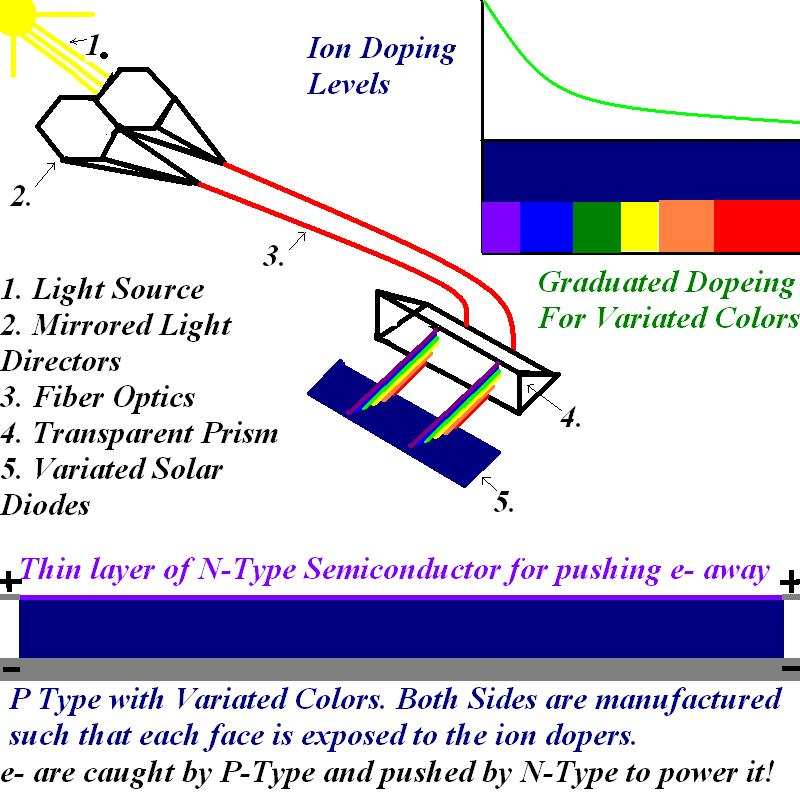 1.
Ion Doping
Levels
2.
3.
Graduated Dopeing
For Variated Colors
1. Light Source
2. Mirrored Light
Directors
3. Fiber Optics
4. Transparent Prism
5. Variated Solar
Diodes
4.
5.
Thin layer of N-Type Semiconductor for pushing e- away
+
+
-
-
P Type with Variated Colors. Both Sides are manufactured
such that each face is exposed to the ion dopers.
e- are caught by P-Type and pushed by N-Type to power it!